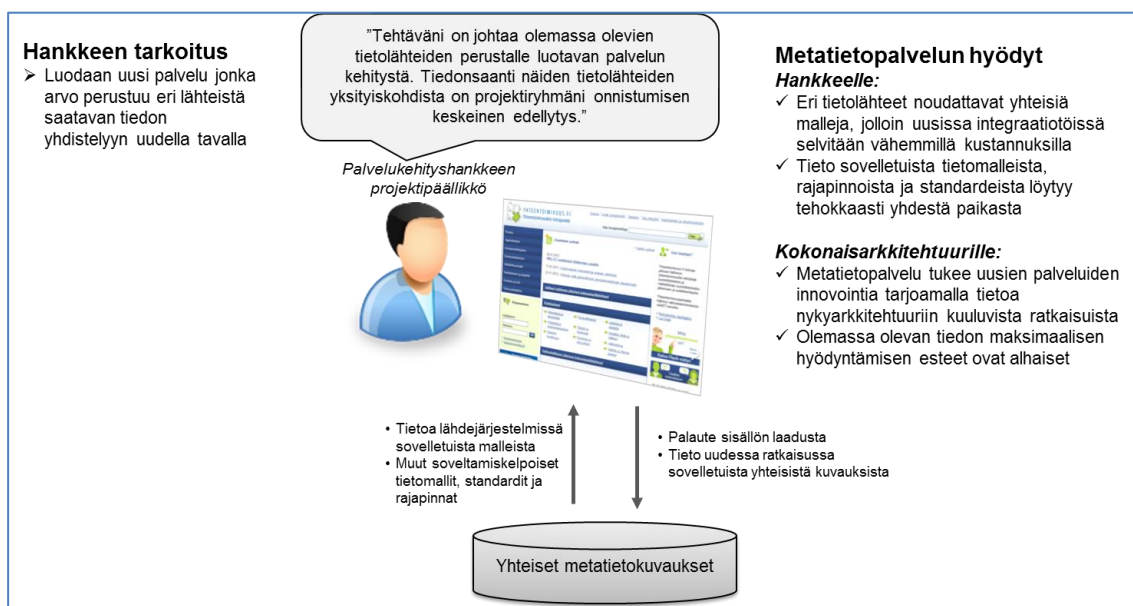 Hankkeen tarkoitus
➢ Luodaan uusi palvelu jonka
arvo perustuu eri lähteistä
saatavan tiedon
yhdistelyyn uudella tavalla
”Tehtäväni on johtaa olemassa olevien
tietolähteiden perustalle luotavan palvelun
kehitystä. Tiedonsaanti näiden tietolähteiden
yksityiskohdista on projektiryhmäni onnistumisen
keskeinen edellytys.”
Palvelukehityshankkeen
projektipäällikkö
Metatietopalvelun hyödyt
Hankkeelle:
✓ Eri tietolähteet noudattavat yhteisiä
malleja, jolloin uusissa integraatiotöissä
selvitään vähemmillä kustannuksilla
✓ Tieto sovelletuista tietomalleista,
rajapinnoista ja standardeista löytyy
tehokkaasti yhdestä paikasta
Kokonaisarkkitehtuurille:
✓ Metatietopalvelu tukee uusien palveluiden
innovointia tarjoamalla tietoa
nykyarkkitehtuuriin kuuluvista ratkaisuista
✓ Olemassa olevan tiedon maksimaalisen
hyödyntämisen esteet ovat alhaiset
• Tietoa lähdejärjestelmissä
sovelletuista malleista
• Muut soveltamiskelpoiset
tietomallit, standardit ja
rajapinnat
• Palaute sisällön laadusta
• Tieto uudessa ratkaisussa
sovelletuista yhteisistä kuvauksista
Yhteiset metatietokuvaukset